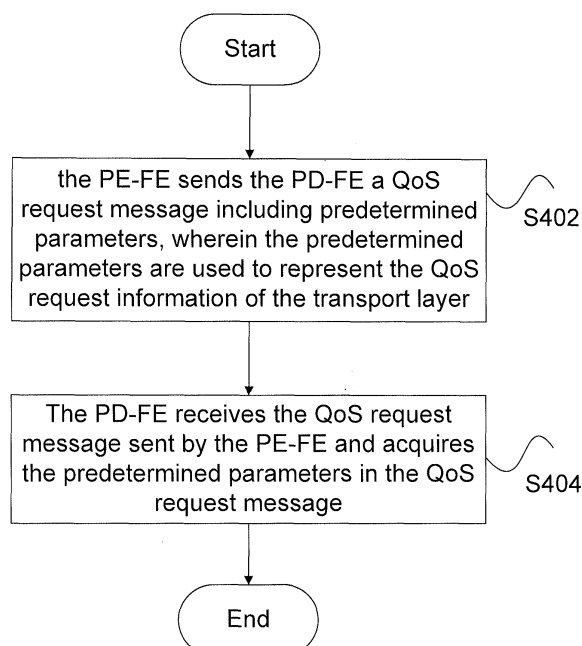 Start
the PE-FE sends the PD-FE a QoS
request message including predetermined
parameters, wherein the predetermined
parameters are used to represent the QoS
request information of the transport layer
S402
The PD-FE receives the QoS request
message sent by the PE-FE and acquires
the predetermined parameters in the QoS
request message
S404
End